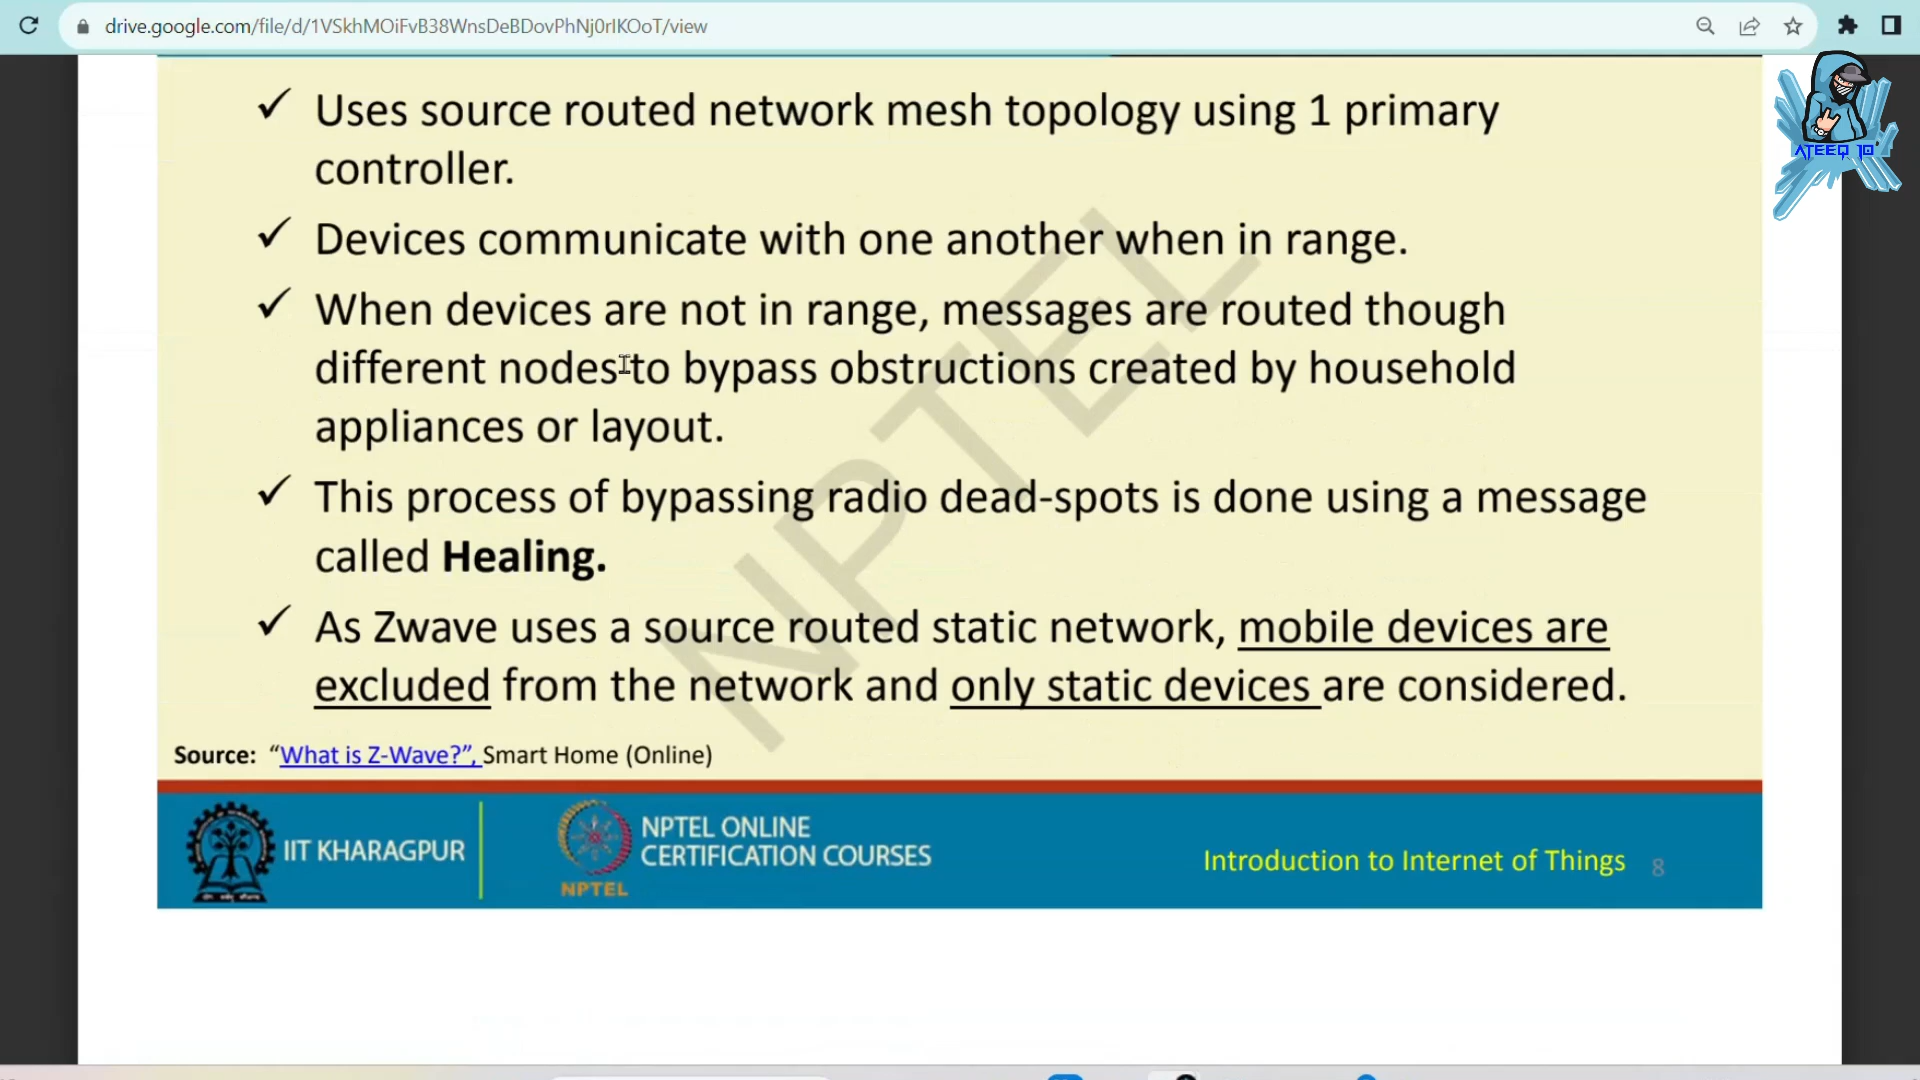 drive.google.com/file/d/1VSkhMOiFvB38WnsDeBDovPhNj0rIKOoT/view
ATEEQ 10
✓ Uses source routed network mesh topology using 1 primary
controller.
✓ Devices communicate with one another when in range.
✓ When devices are not in range, messages are routed though
different nodes to bypass obstructions created by household
appliances or layout.
✓ This process of bypassing radio dead-spots is done using a message
called Healing.
✓ As Zwave uses a source routed static network, mobile devices are
excluded from the network and only static devices are considered.
NPTEL
Source: “What is Z-Wave?”, Smart Home (Online)
IIT KHARAGPUR
NPTEL
NPTEL ONLINE
CERTIFICATION COURSES
Introduction to Internet of Things 8